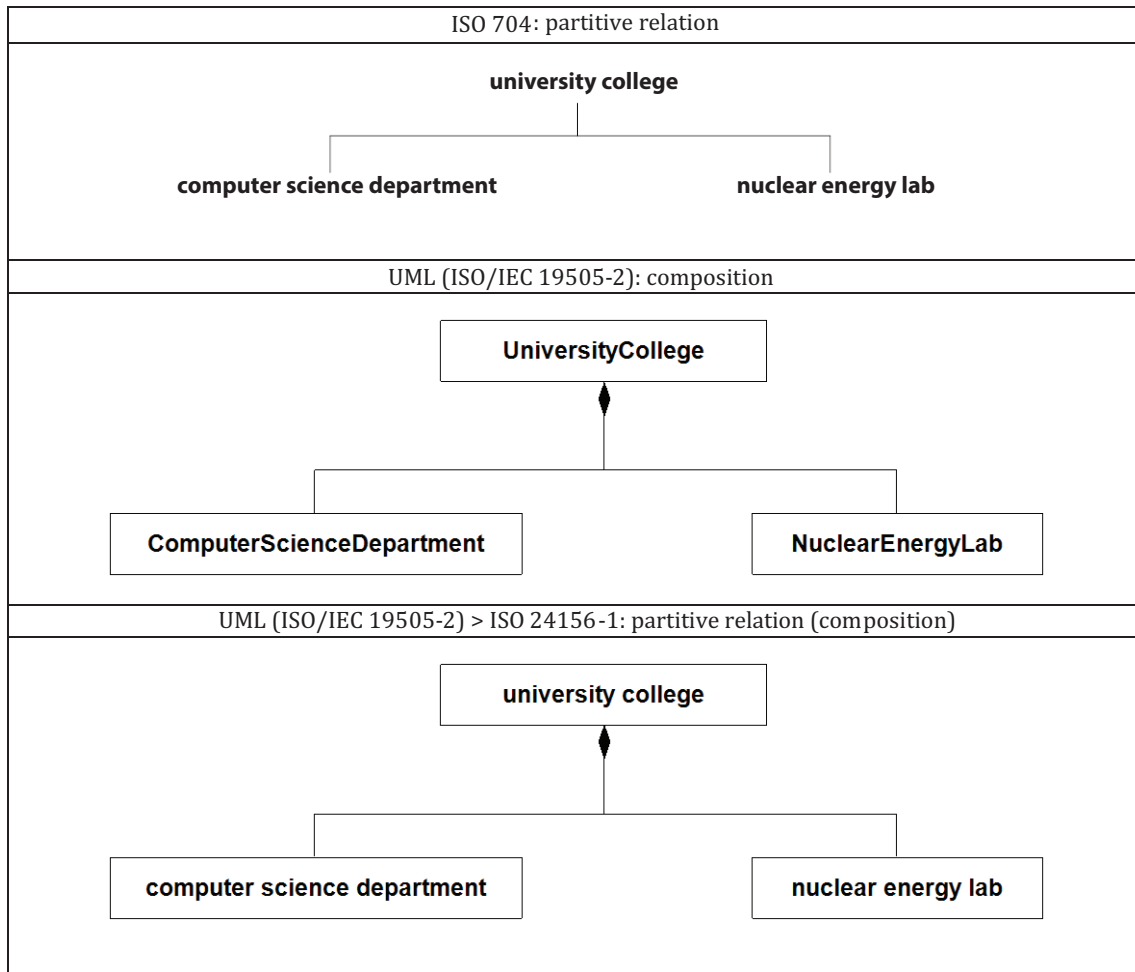 ISO 704: partitive relation
university college
computer science department
nuclear energy lab
UML (ISO/IEC 19505-2): composition
UniversityCollege
ComputerScienceDepartment
NuclearEnergyLab
UML (ISO/IEC 19505-2) > ISO 24156-1: partitive relation (composition)
university college
computer science department
nuclear energy lab